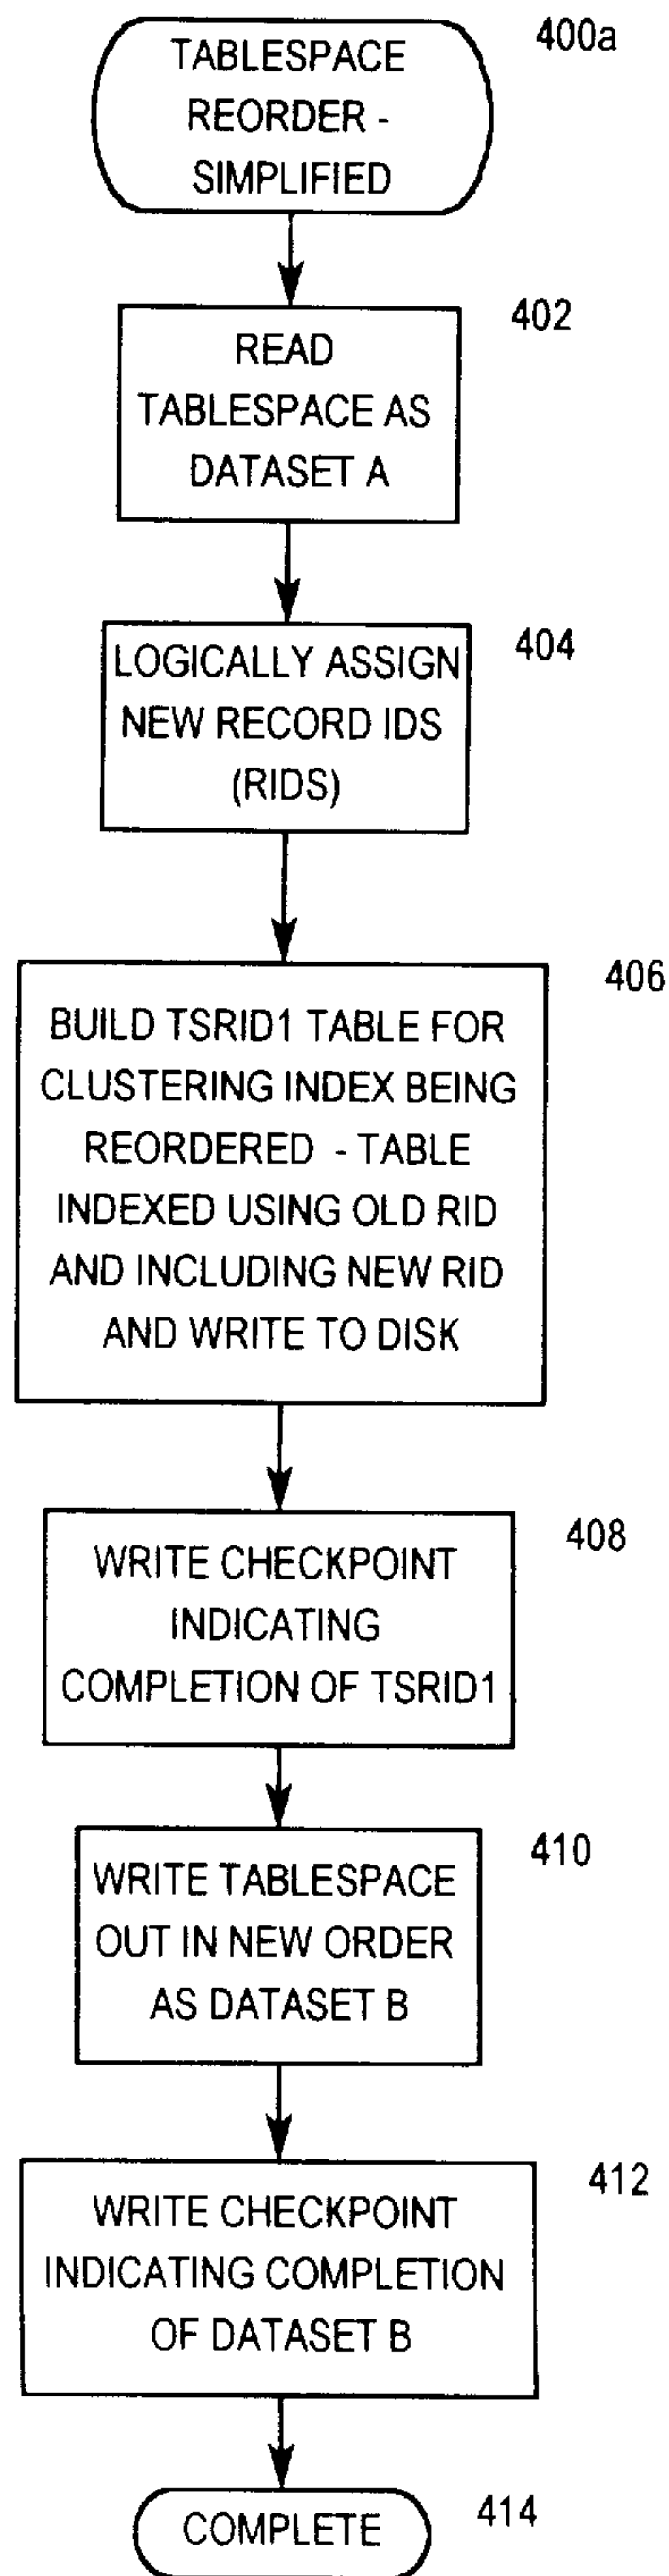 400a
TABLESPACE
REORDER -
SIMPLIFIED
402
READ
TABLESPACE AS
DATASET A
404
LOGICALLY ASSIGN
NEW RECORD IDS
(RIDS)
406
BUILD TSRID1 TABLE FOR
CLUSTERING INDEX BEING
REORDERED - TABLE
INDEXED USING OLD RID
AND INCLUDING NEW RID
AND WRITE TO DISK
408
WRITE CHECKPOINT
INDICATING
COMPLETION OF TSRID1
410
WRITE TABLESPACE
OUT IN NEW ORDER
AS DATASET B
412
WRITE CHECKPOINT
INDICATING COMPLETION
OF DATASET B
414
COMPLETE